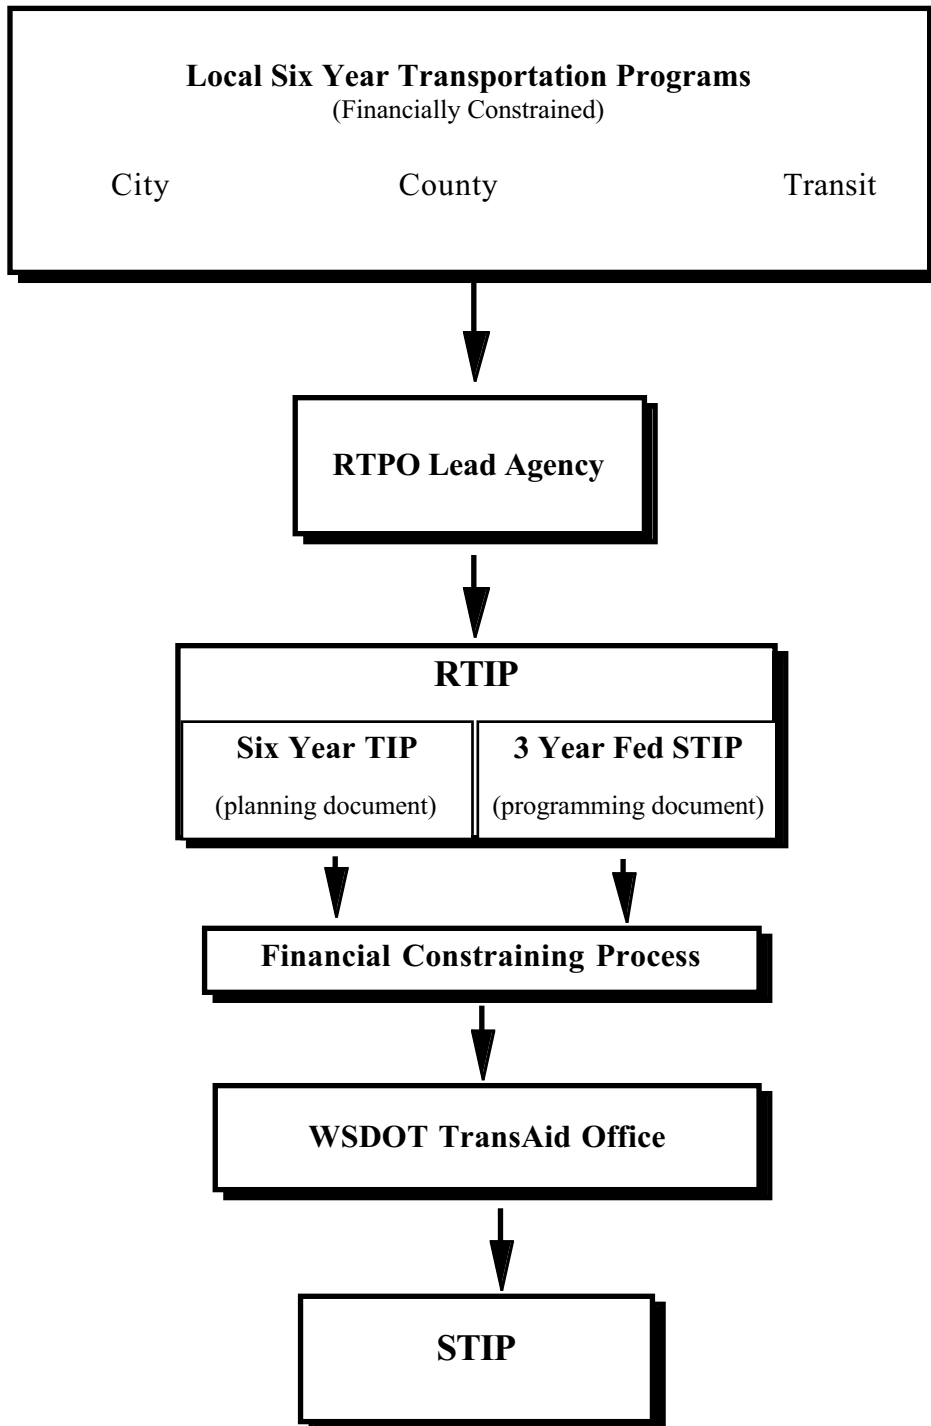 Local Six Year Transportation Programs
(Financially Constrained)
City County Transit
RTPO Lead Agency
RTIP
Six Year TIP
(planning document)
3 Year Fed STIP
(programming document)
Financial Constraining Process
WSDOT TransAid Office
STIP